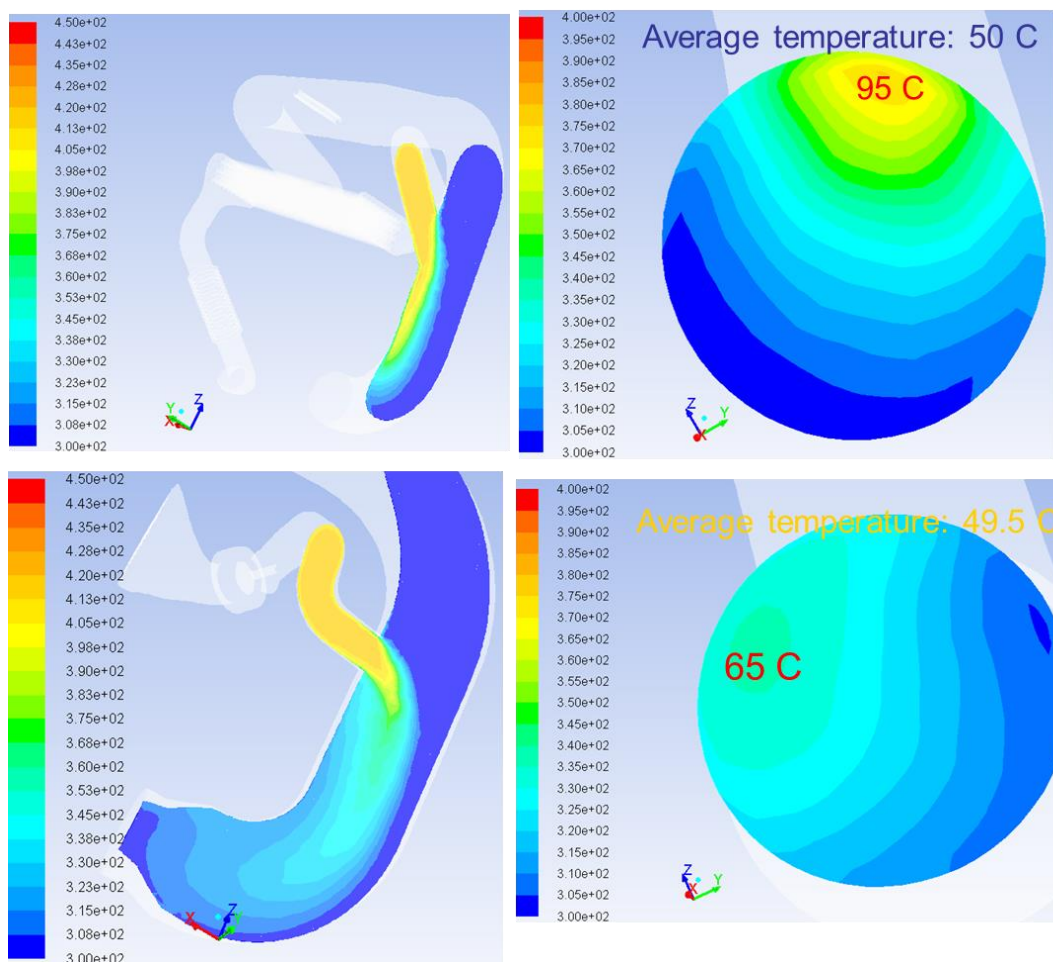 4.50e+02
4.43e+02
4.35e+02
4.28e+02
4.20e+02
4.13e+02
4.05e+02
3.98e+02
3.90e+02
3.83e+02
3.75e+02
3.68e+02
3.60e+02
3.53e+02
3.45e+02
3.38e+02
3.30e+02
3.23e+02
3.15e+02
3.08e+02
3.00e+02
Z
Y
X
Average temperature: 50 C
95 C
4.00e+02
3.95e+02
3.90e+02
3.85e+02
3.80e+02
3.75e+02
3.70e+02
3.65e+02
3.60e+02
3.55e+02
3.50e+02
3.45e+02
3.40e+02
3.35e+02
3.30e+02
3.25e+02
3.20e+02
3.15e+02
3.10e+02
3.05e+02
3.00e+02
Z
Y
X
4.50e+02
4.43e+02
4.35e+02
4.28e+02
4.20e+02
4.13e+02
4.05e+02
3.98e+02
3.90e+02
3.83e+02
3.75e+02
3.68e+02
3.60e+02
3.53e+02
3.45e+02
3.38e+02
3.30e+02
3.23e+02
3.15e+02
3.08e+02
3.00e+02
X
Z
Y
Average temperature: 49.5 C
65 C
4.00e+02
3.95e+02
3.90e+02
3.85e+02
3.80e+02
3.75e+02
3.70e+02
3.65e+02
3.60e+02
3.55e+02
3.50e+02
3.45e+02
3.40e+02
3.35e+02
3.30e+02
3.25e+02
3.20e+02
3.15e+02
3.10e+02
3.05e+02
3.00e+02
Z
X
Y